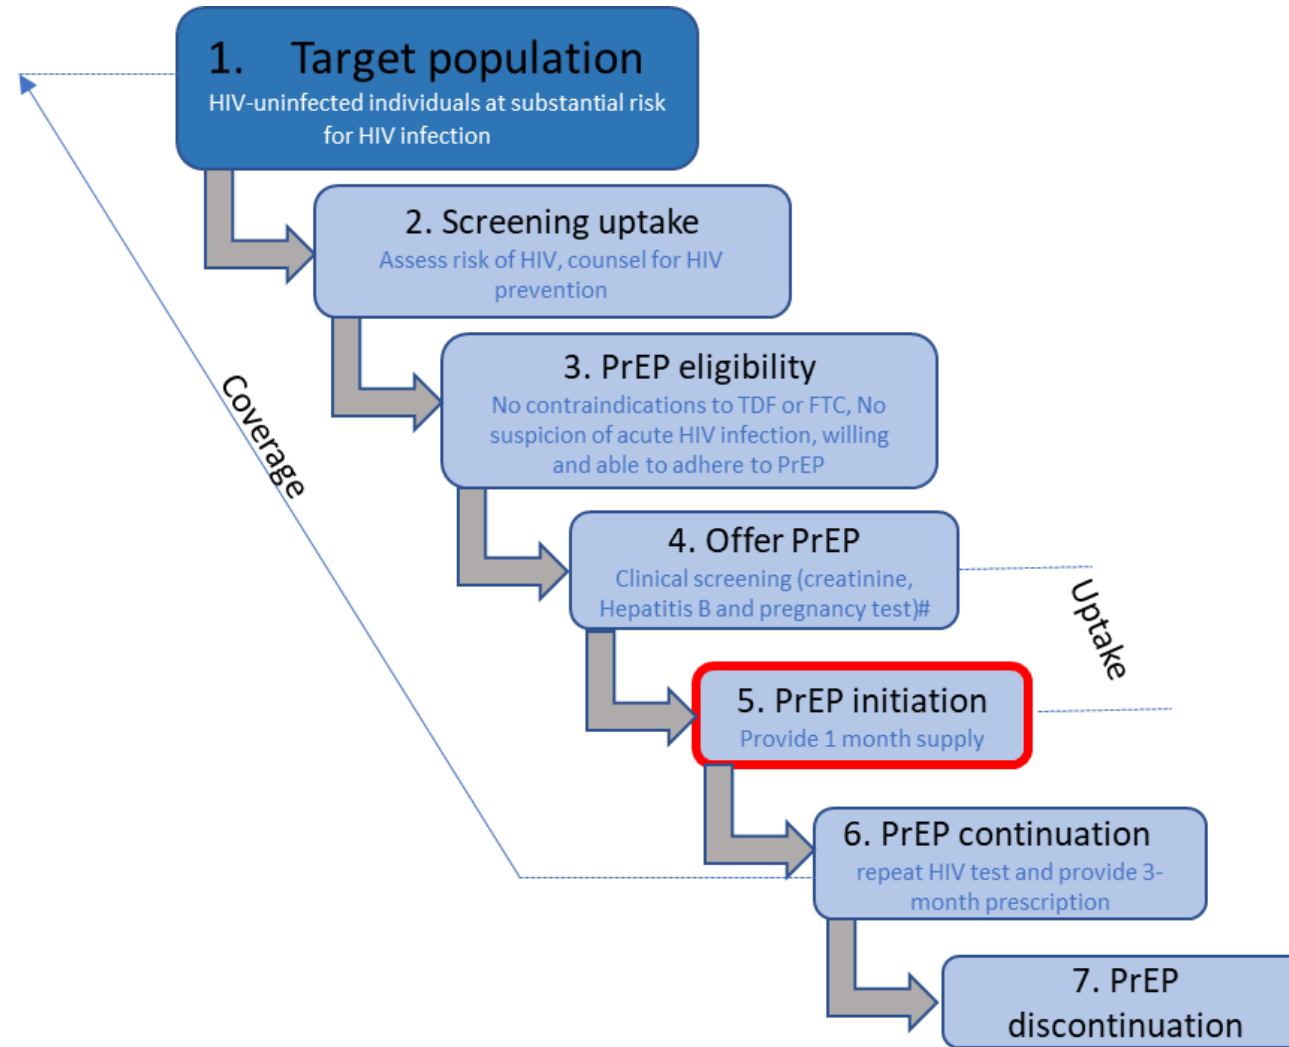 1. Target population
HIV-uninfected individuals at substantial risk
for HIV infection
2. Screening uptake
Assess risk of HIV, counsel for HIV
prevention
3. PrEP eligibility
No contraindications to TDF or FTC, No
suspicion of acute HIV infection, willing
and able to adhere to PrEP
Coverage
4. Offer PrEP
Clinical screening (creatinine,
Hepatitis B and pregnancy test)#
Uptake
5. PrEP initiation
Provide 1 month supply
6. PrEP continuation
repeat HIV test and provide 3-
month prescription
7. PrEP
discontinuation